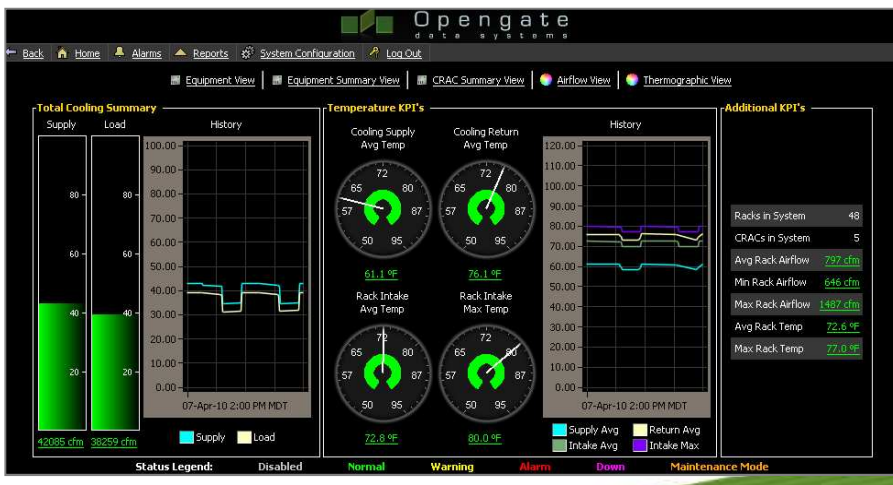 Opengate
data systems
Back Home Alarms Reports System Configuration Log Out
Equipment View Equipment Summary View CRAC Summary View Airflow View Thermographic View
Total Cooling Summary
Supply Load History
80
60
40
20
80
60
40
20
100.00
90.00
80.00
70.00
60.00
50.00
40.00
30.00
20.00
10.00
0.00
07-Apr-10 2:00 PM MDT
42085 cfm 38259 cfm
Supply Load
Temperature KPI's
Cooling Supply
Avg Temp
50 57 65 72 80 87 95
61.1 ºF
Cooling Return
Avg Temp
50 57 65 72 80 87 95
76.1 ºF
Rack Intake
Avg Temp
50 57 65 72 80 87 95
72.8 ºF
Rack Intake
Max Temp
50 57 65 72 80 87 95
80.0 ºF
History
120.00
110.00
100.00
90.00
80.00
70.00
60.00
50.00
40.00
30.00
20.00
10.00
0.00
07-Apr-10 2:00 PM MDT
Supply Avg Return Avg
Intake Avg Intake Max
Additional KPI's
Racks in System 48
CRACs in System 5
Avg Rack Airflow 797 cfm
Min Rack Airflow 646 cfm
Max Rack Airflow 1487 cfm
Avg Rack Temp 72.6 ºF
Max Rack Temp 77.0 ºF
Status Legend: Disabled Normal Warning Alarm Down Maintenance Mode